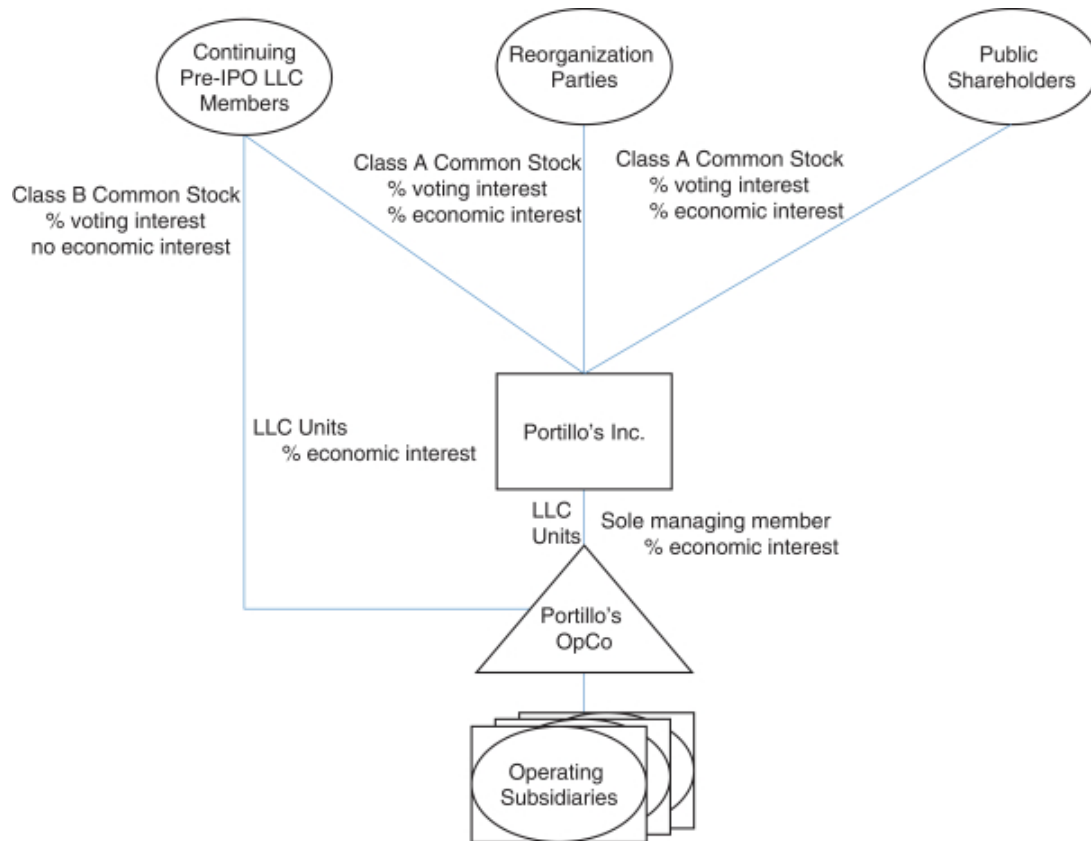 Continuing
Pre-IPO LLC
Members
Reorganization
Parties
Public
Shareholders
Class B Common Stock
% voting interest
no economic interest
Class A Common Stock
% voting interest
% economic interest
Class A Common Stock
% voting interest
% economic interest
LLC Units
% economic interest
Portillo's Inc.
LLC
Units
Sole managing member
% economic interest
Portillo's
OpCo
Operating
Subsidiaries